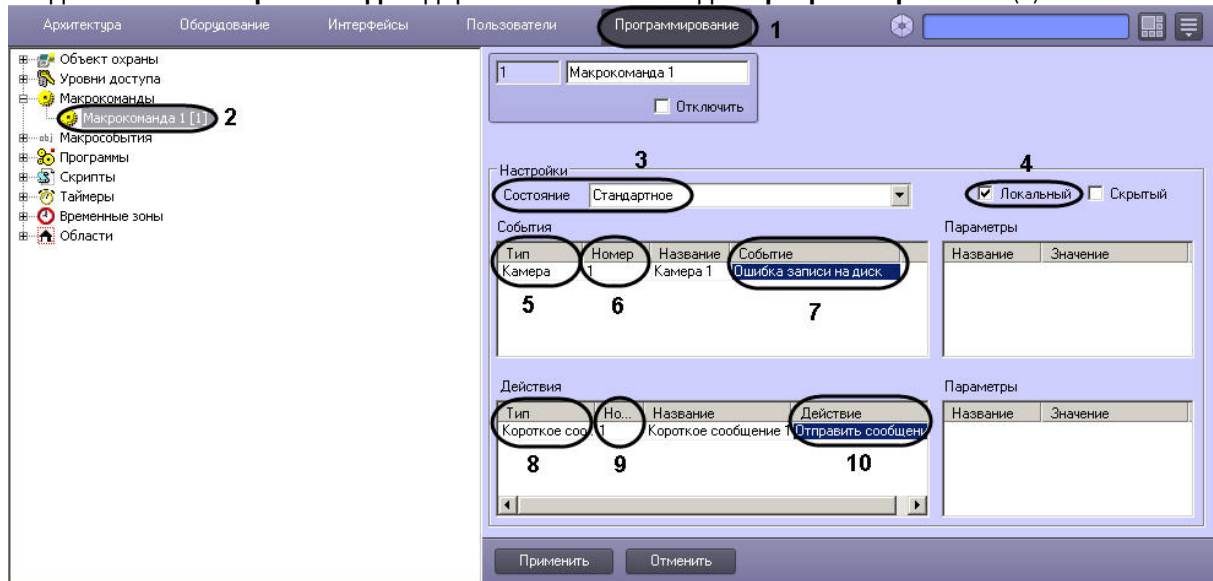 Архитектура Оборудование Интерфейсы Пользователи Программирование 1
Объект охраны
Уровни доступа
Макрокоманды
Макрокоманда 1 [1] 2
obj Макрособытия
Программы
Скрипты
Таймеры
Временные зоны
Области
1 Макрокоманда 1
Отключить
Настройки
3 4
Состояние Стандартное Локальный Скрытый
События Параметры
Тип Номер Название Событие Название Значение
Камера 1 Камера 1 Ошибка записи на диск
5 6 7
Действия Параметры
Тип Но... Название Действие Название Значение
Короткое соо... 1 Короткое сообщение 1 Отправить сообщени
8 9 10
Применить Отменить